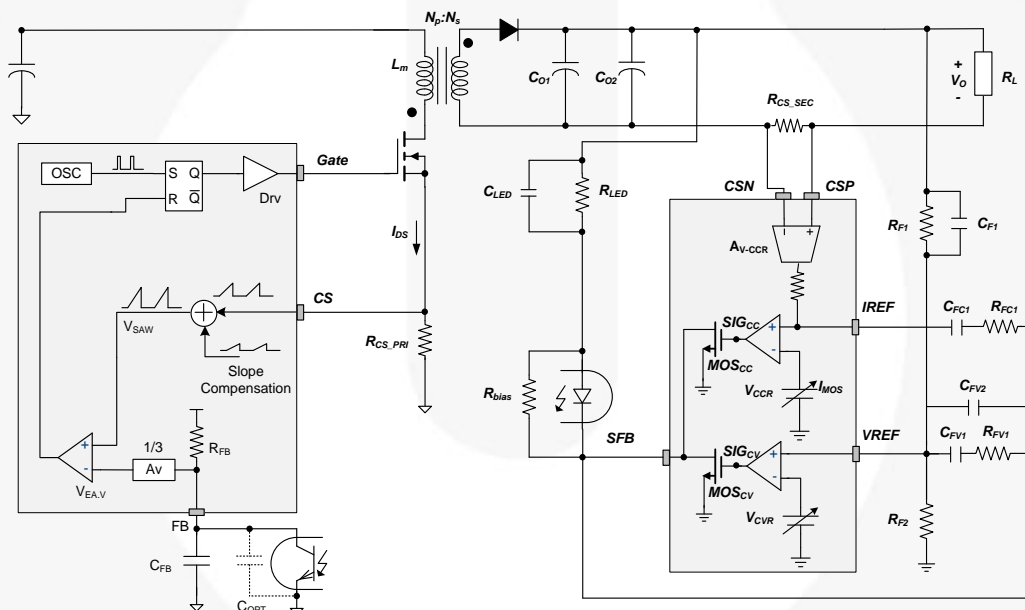 Np:Ns
Lm
CO1
CO2
+
VO
-
RL
RCS_SEC
OSC
S Q
R Q̅
Drv
Gate
CLED
RLED
CSN
CSP
- +
AV-CCR
RF1
CF1
IDS
CS
VSAW
Slope
Compensation
RCS_PRI
IREF
CFC1
RFC1
SIGCC
+
-
MOSCC
VCCR
IMOS
Rbias
CFV2
RFB
1/3
Av
+
-
VEA.V
SFB
VREF
CFV1
RFV1
SIGCV
+
-
MOSCV
VCVR
RF2
FB
CFB
COPT